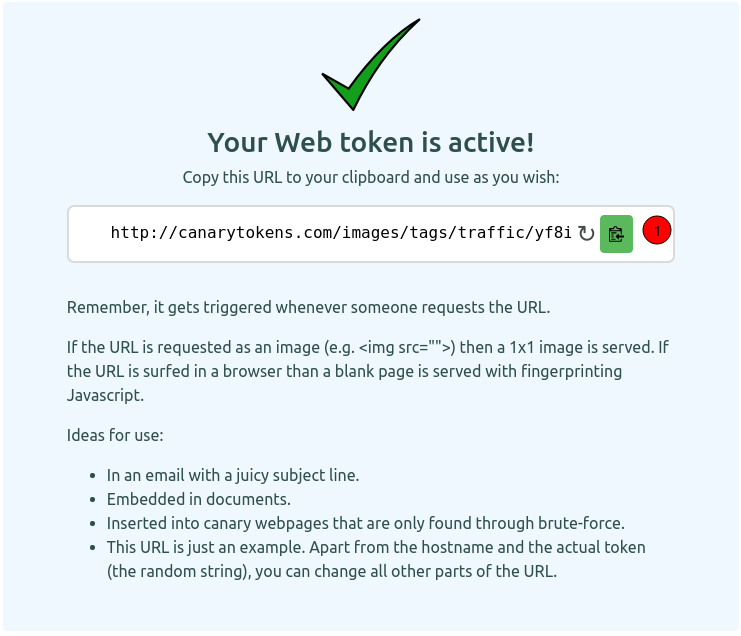 Your Web token is active!
Copy this URL to your clipboard and use as you wish:
http://canarytokens.com/images/tags/traffic/yf8i
1
Remember, it gets triggered whenever someone requests the URL.
If the URL is requested as an image (e.g. <img src="">) then a 1x1 image is served. If
the URL is surfed in a browser than a blank page is served with fingerprinting
Javascript.
Ideas for use:
• In an email with a juicy subject line.
• Embedded in documents.
• Inserted into canary webpages that are only found through brute-force.
• This URL is just an example. Apart from the hostname and the actual token
(the random string), you can change all other parts of the URL.